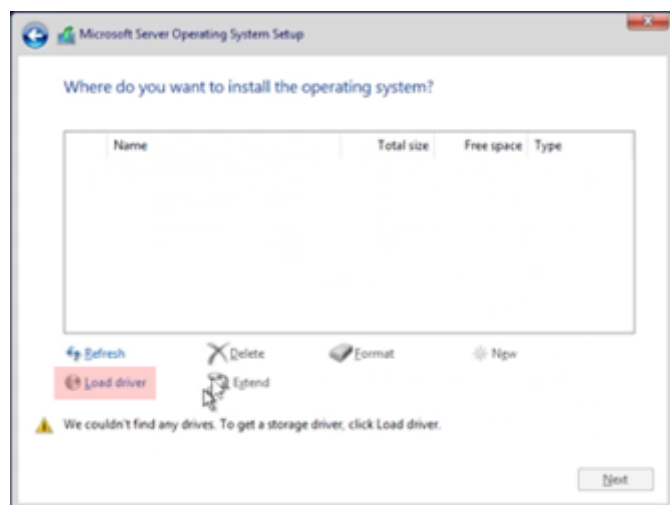 Microsoft Server Operating System Setup
Where do you want to install the operating system?
Name Total size Free space Type
Refresh Delete Format New
Load driver Extend
We couldn't find any drives. To get a storage driver, click Load driver.
Next